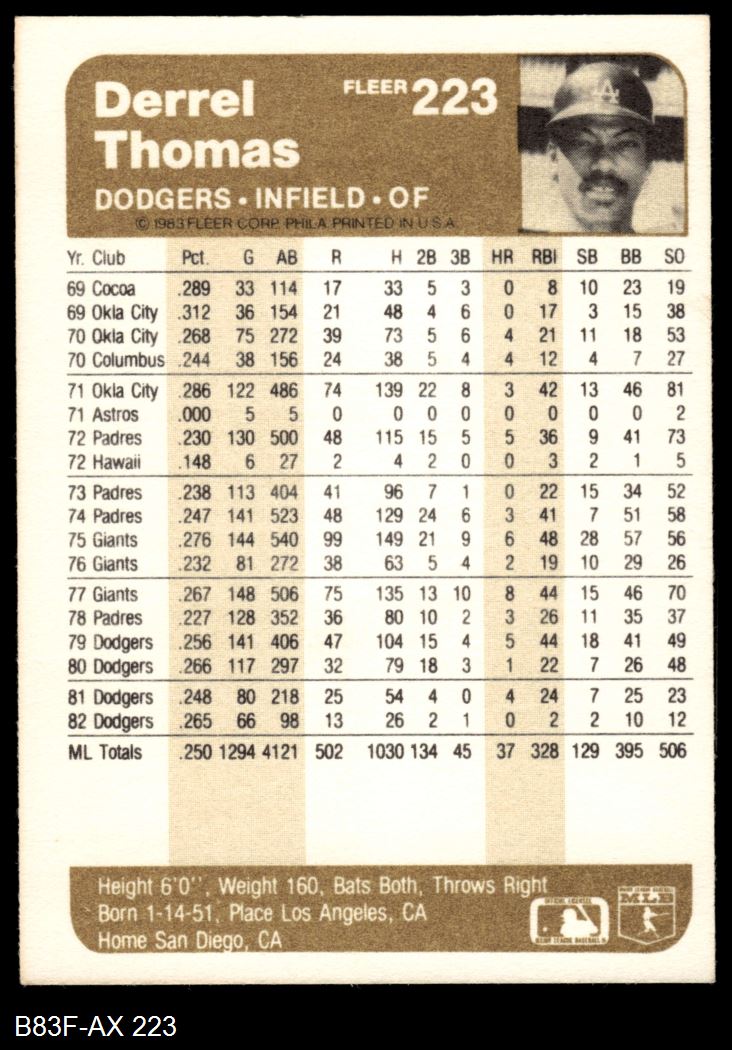 Derrel
Thomas
FLEER 223
DODGERS • INFIELD • OF
© 1983 FLEER CORP. PHILA. PRINTED IN U.S.A.
Yr. Club Pct. G AB R H 2B 3B HR RBI SB BB SO
69 Cocoa .289 33 114 17 33 5 3 0 8 10 23 19
69 Okla City .312 36 154 21 48 4 6 0 17 3 15 38
70 Okla City .268 75 272 39 73 5 6 4 21 11 18 53
70 Columbus .244 38 156 24 38 5 4 4 12 4 7 27
71 Okla City .286 122 486 74 139 22 8 3 42 13 46 81
71 Astros .000 5 5 0 0 0 0 0 0 0 0 2
72 Padres .230 130 500 48 115 15 5 5 36 9 41 73
72 Hawaii .148 6 27 2 4 2 0 0 3 2 1 5
73 Padres .238 113 404 41 96 7 1 0 22 15 34 52
74 Padres .247 141 523 48 129 24 6 3 41 7 51 58
75 Giants .276 144 540 99 149 21 9 6 48 28 57 56
76 Giants .232 81 272 38 63 5 4 2 19 10 29 26
77 Giants .267 148 506 75 135 13 10 8 44 15 46 70
78 Padres .227 128 352 36 80 10 2 3 26 11 35 37
79 Dodgers .256 141 406 47 104 15 4 5 44 18 41 49
80 Dodgers .266 117 297 32 79 18 3 1 22 7 26 48
81 Dodgers .248 80 218 25 54 4 0 4 24 7 25 23
82 Dodgers .265 66 98 13 26 2 1 0 2 2 10 12
ML Totals .250 1294 4121 502 1030 134 45 37 328 129 395 506
Height 6'0'', Weight 160, Bats Both, Throws Right
Born 1-14-51, Place Los Angeles, CA
Home San Diego, CA
OFFICIAL LICENSEE
MAJOR LEAGUE BASEBALL
MAJOR LEAGUE BASEBALL
MLB
B83F-AX 223